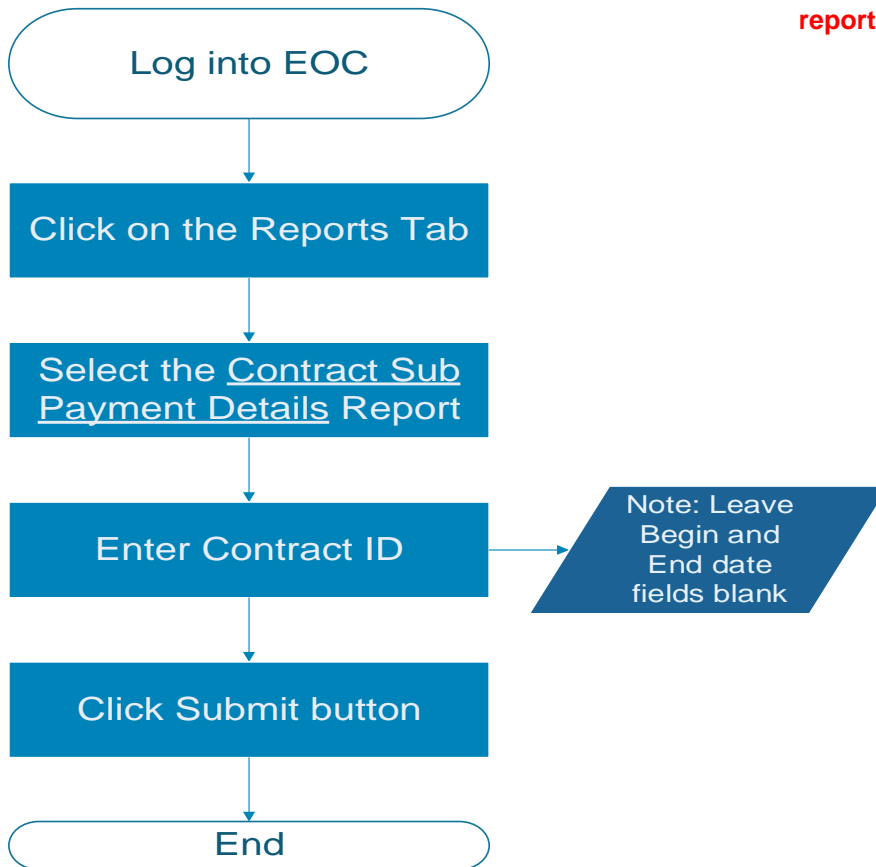 report
Log into EOC
Click on the Reports Tab
Select the Contract Sub
Payment Details Report
Enter Contract ID
Note: Leave
Begin and
End date
fields blank
Click Submit button
End